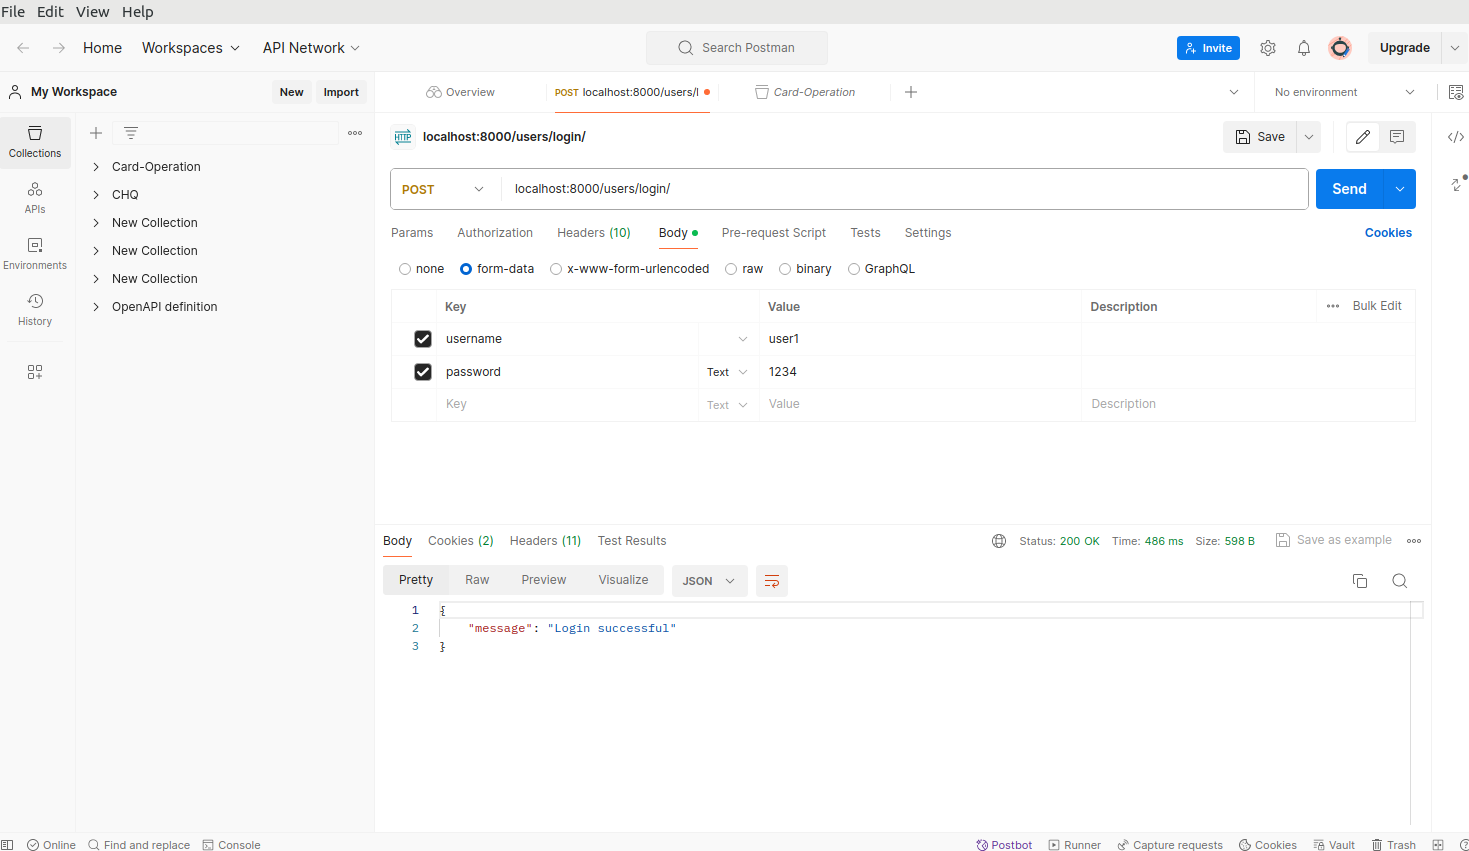 File Edit View Help
Home Workspaces API Network Search Postman Invite Upgrade
My Workspace New Import Overview POST localhost:8000/users/l Card-Operation No environment
Collections
APIs
Environments
History
Card-Operation
CHQ
New Collection
New Collection
New Collection
OpenAPI definition
HTTP localhost:8000/users/login/ Save
POST localhost:8000/users/login/ Send
Params Authorization Headers (10) Body Pre-request Script Tests Settings Cookies
none form-data x-www-form-urlencoded raw binary GraphQL
Key Value Description Bulk Edit
username user1
password Text 1234
Key Text Value Description
Body Cookies (2) Headers (11) Test Results Status: 200 OK Time: 486 ms Size: 598 B Save as example
Pretty Raw Preview Visualize JSON
1 {
2 "message": "Login successful"
3 }
Online Find and replace Console Postbot Runner Capture requests Cookies Vault Trash